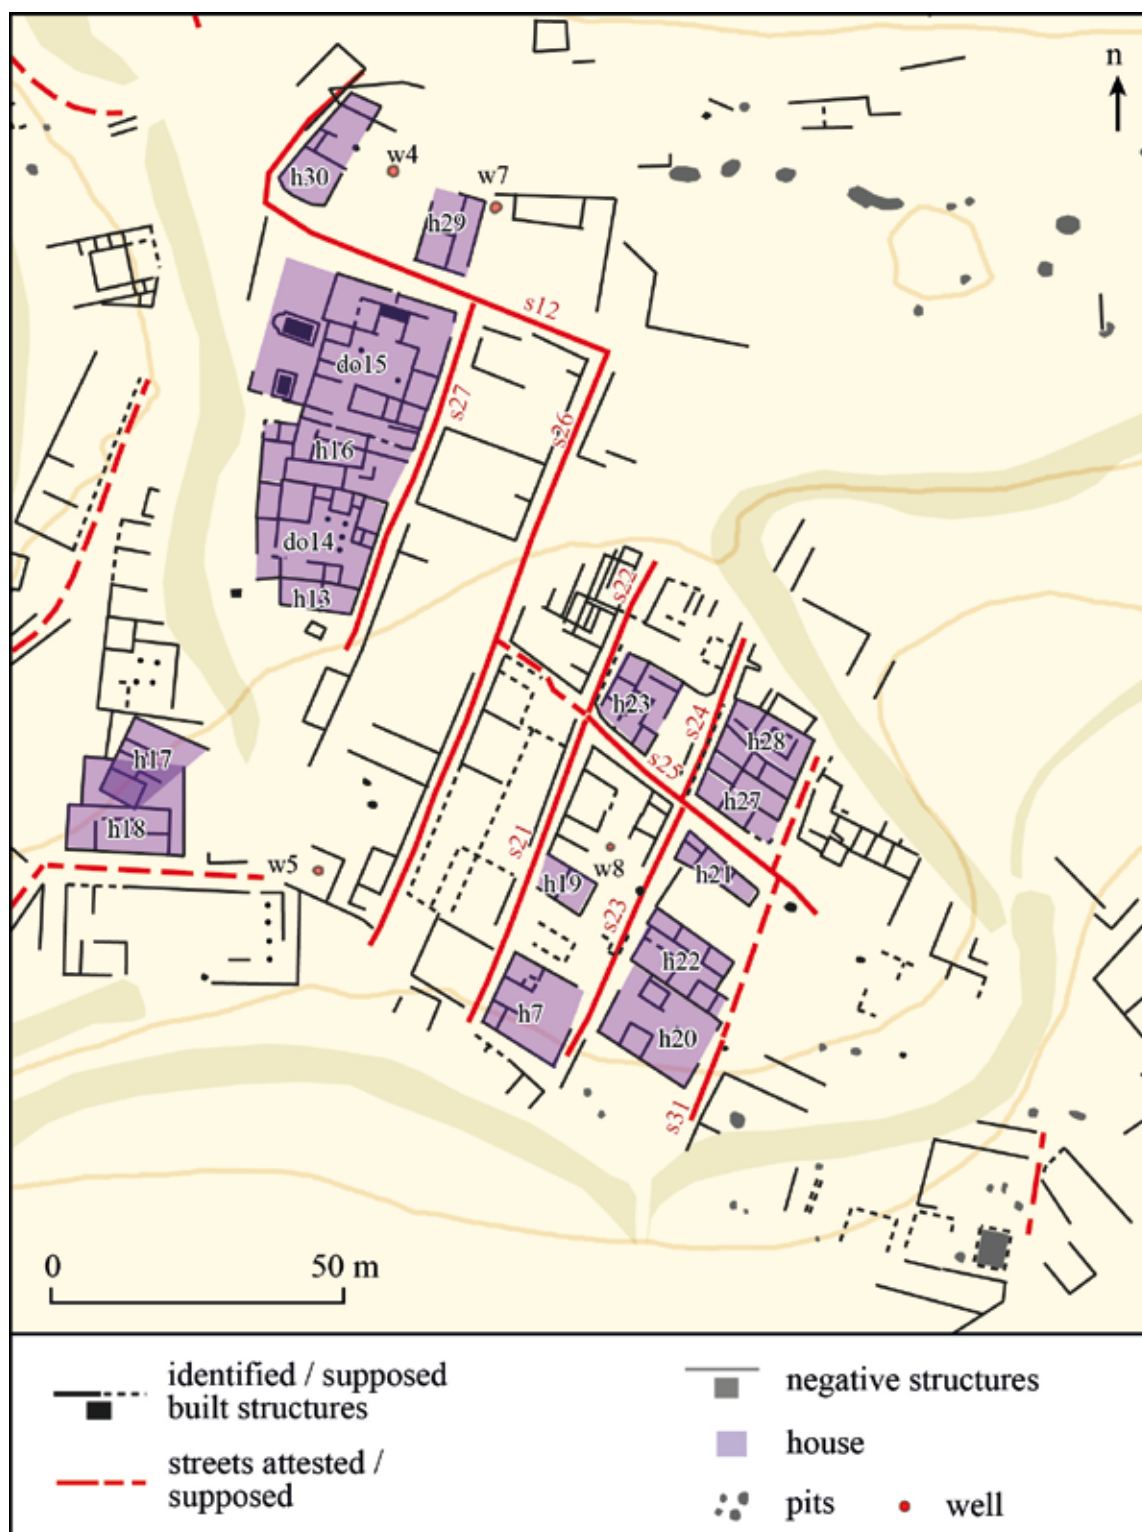 n
w4
w7
h30
h29
s12
do15
s27
s26
h16
do14
h13
s22
h23
s24
h28
s25
h27
h17
h18
w5
s21
w8
h19
h21
s23
h22
h7
h20
s31
0 50 m
identified / supposed
built structures
streets attested /
supposed
negative structures
house
pits
well